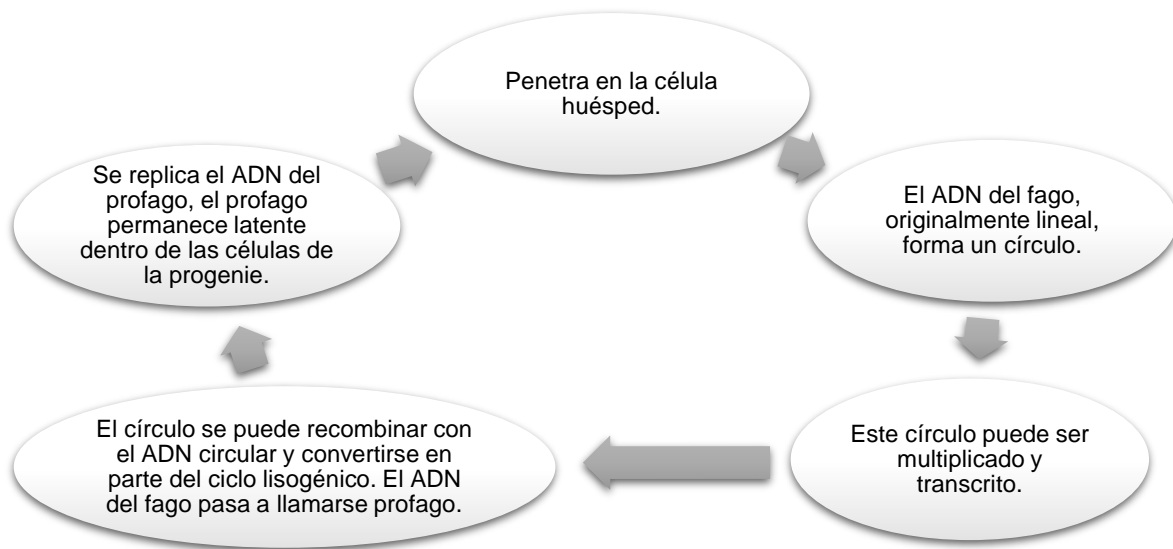 Penetra en la célula
huésped.
El ADN del fago,
originalmente lineal,
forma un círculo.
Este círculo puede ser
multiplicado y
transcrito.
El círculo se puede recombinar con
el ADN circular y convertirse en
parte del ciclo lisogénico. El ADN
del fago pasa a llamarse profago.
Se replica el ADN del
profago, el profago
permanece latente
dentro de las células de
la progenie.